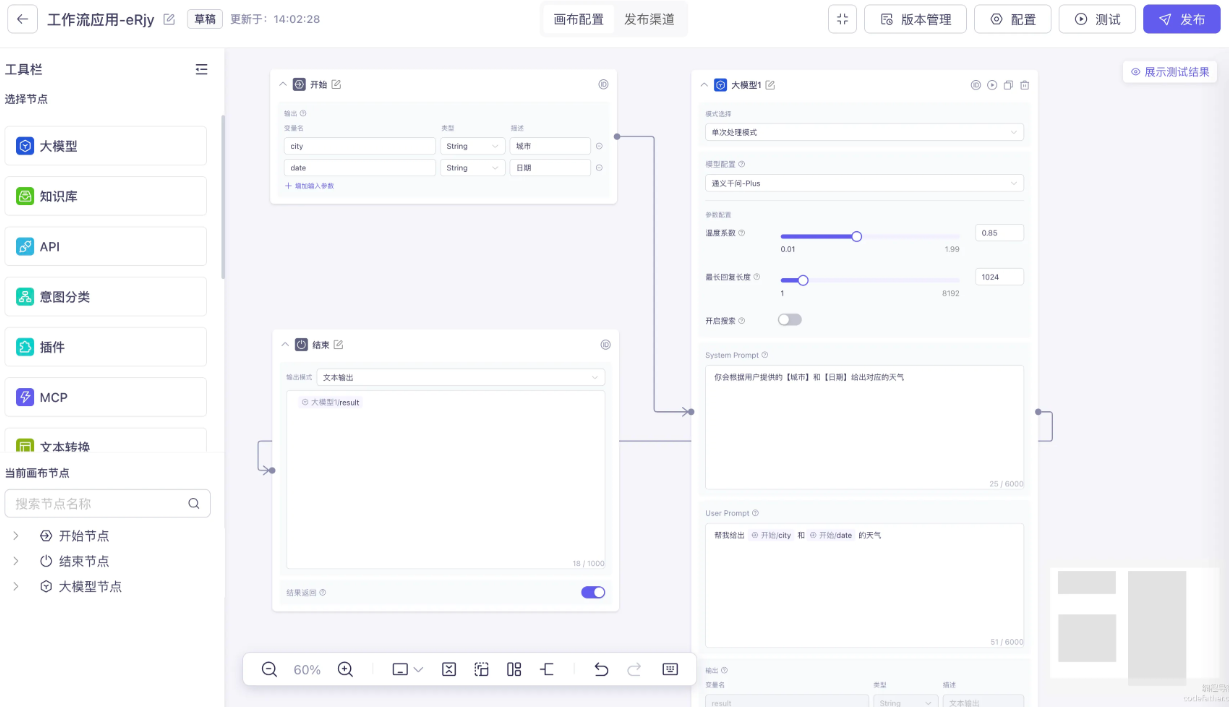 工作流应用-eRjy
草稿
更新于：14:02:28
画布配置
发布渠道
版本管理
配置
测试
发布
工具栏
选择节点
大模型
知识库
API
意图分类
插件
MCP
文本转换
当前画布节点
搜索节点名称
开始节点
结束节点
大模型节点
开始
输出
变量名 类型 描述
city String 城市
date String 日期
增加输入参数
结束
输出模式 文本输出
大模型1/result
18 / 1000
结果返回
60%
大模型1
模式选择
单次处理模式
模型配置
通义千问-Plus
参数配置
温度系数 0.85
0.01 1.99
最长回复长度 1024
1 8192
开启搜索
System Prompt
你会根据用户提供的【城市】和【日期】给出对应的天气
25 / 6000
User Prompt
帮我给出 开始/city 和 开始/date 的天气
51 / 6000
输出
变量名 类型 描述
result String 文本输出
展示测试结果